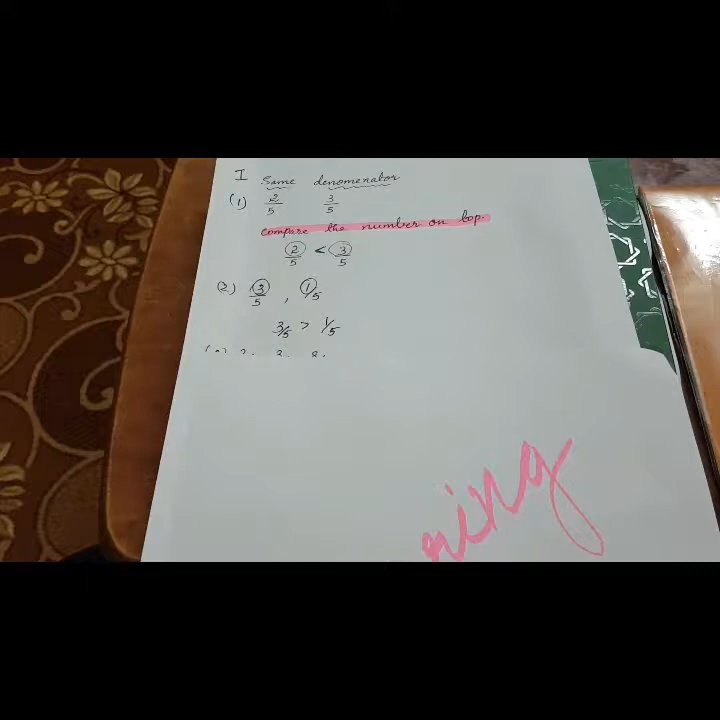 I Same denomenator
(1) 2/5 3/5
compare the number on top.
2/5 < 3/5
(2) 3/5 , 1/5
3/5 > 1/5
ning